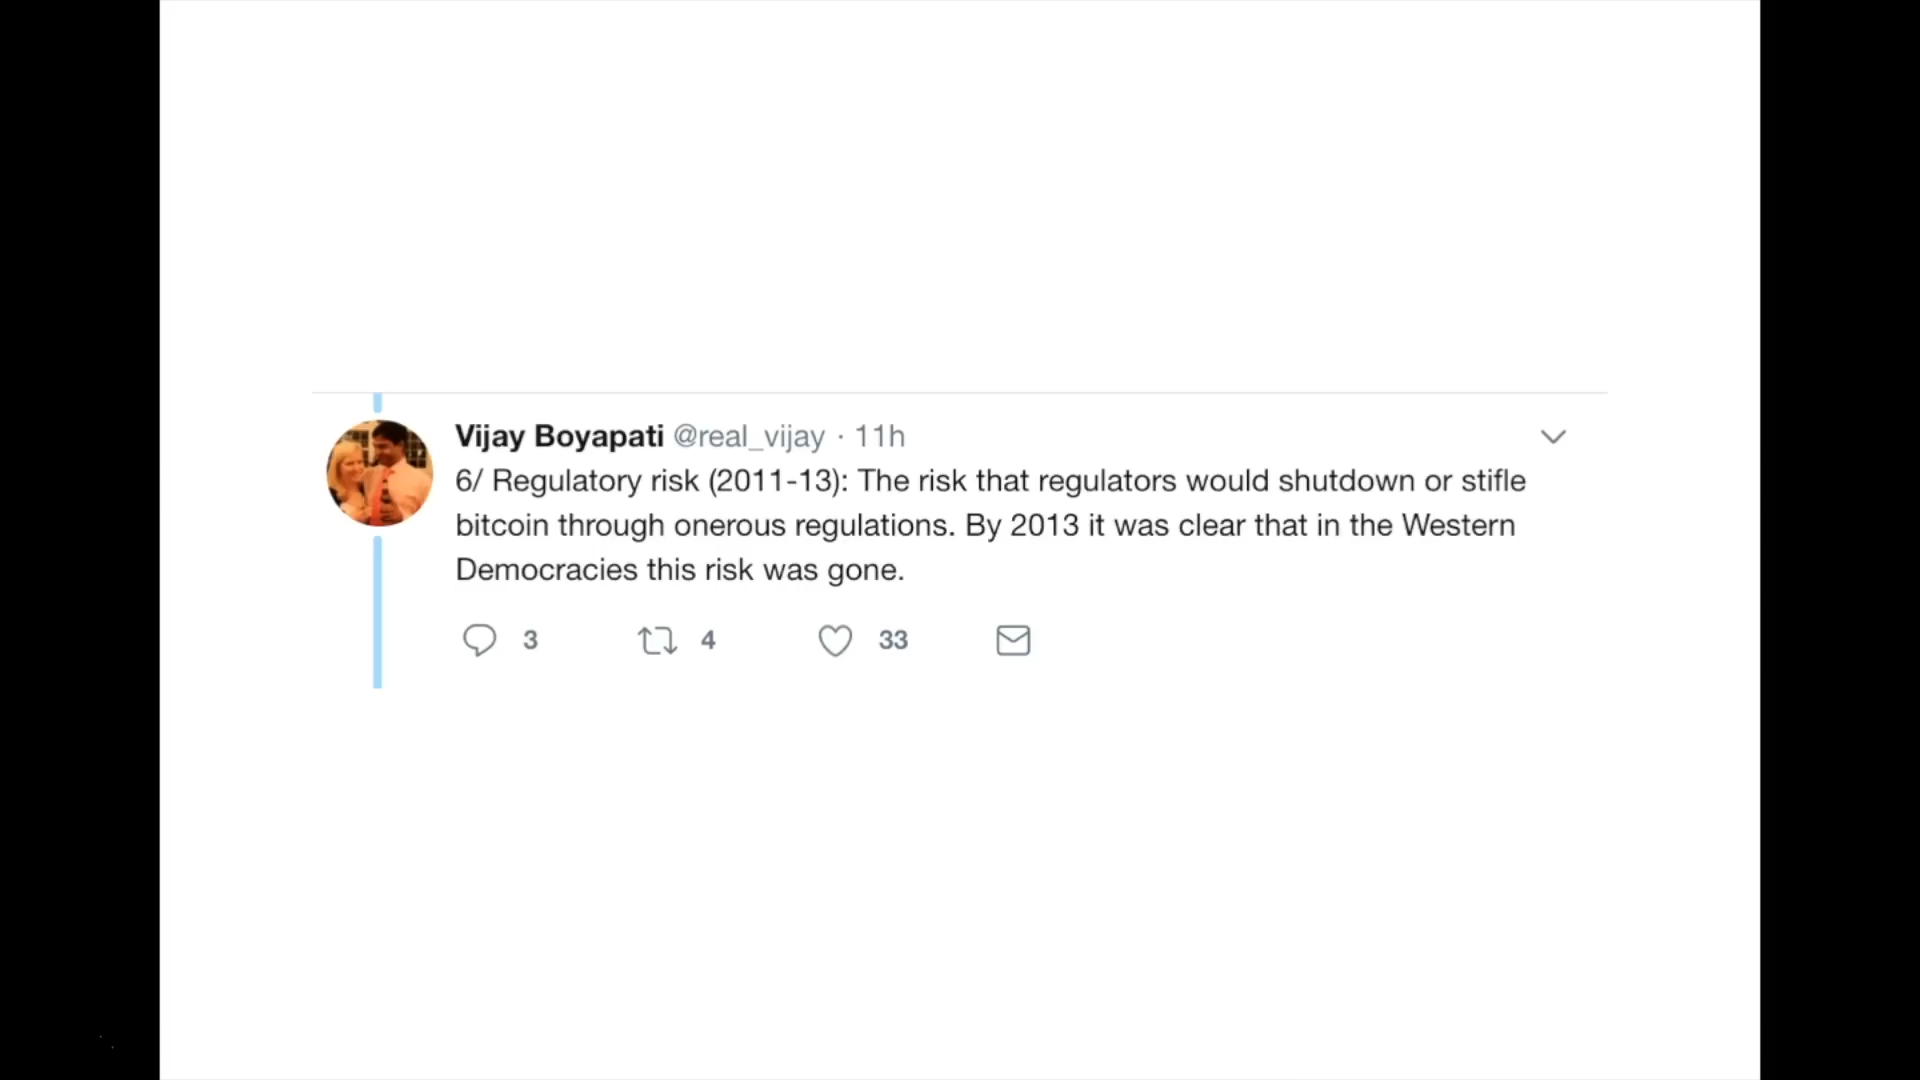 Vijay Boyapati @real_vijay · 11h
6/ Regulatory risk (2011-13): The risk that regulators would shutdown or stifle
bitcoin through onerous regulations. By 2013 it was clear that in the Western
Democracies this risk was gone.
3 4 33